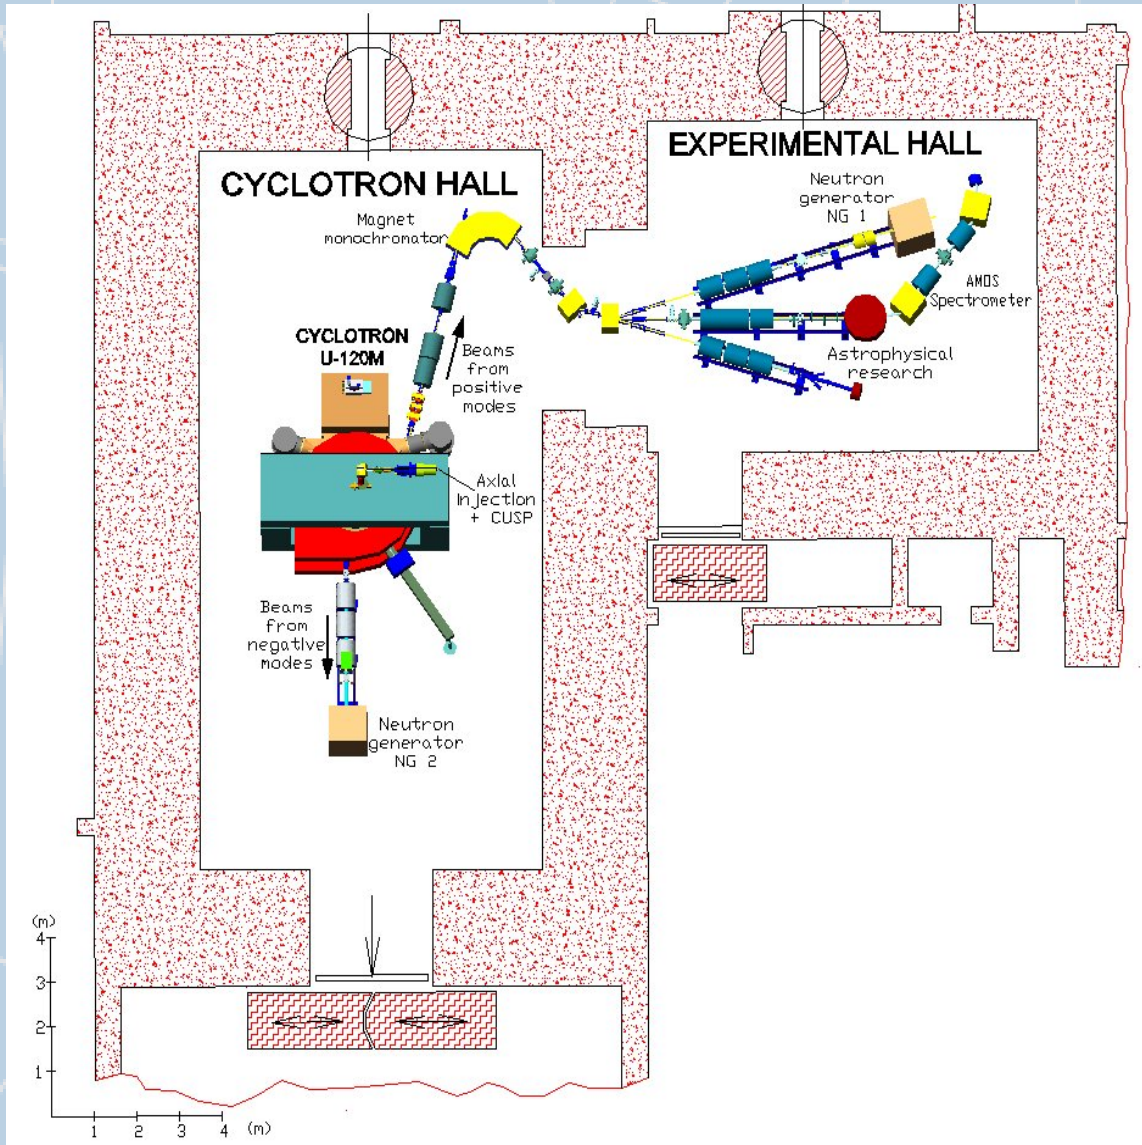 CYCLOTRON HALL
EXPERIMENTAL HALL
Magnet
monochromator
Neutron
generator
NG 1
AMOS
Spectrometer
Astrophysical
research
CYCLOTRON
U-120M
Beams
from
positive
modes
Axial
injection
+ CUSP
Beams
from
negative
modes
Neutron
generator
NG 2
(m)
4
3
2
1
1 2 3 4 (m)